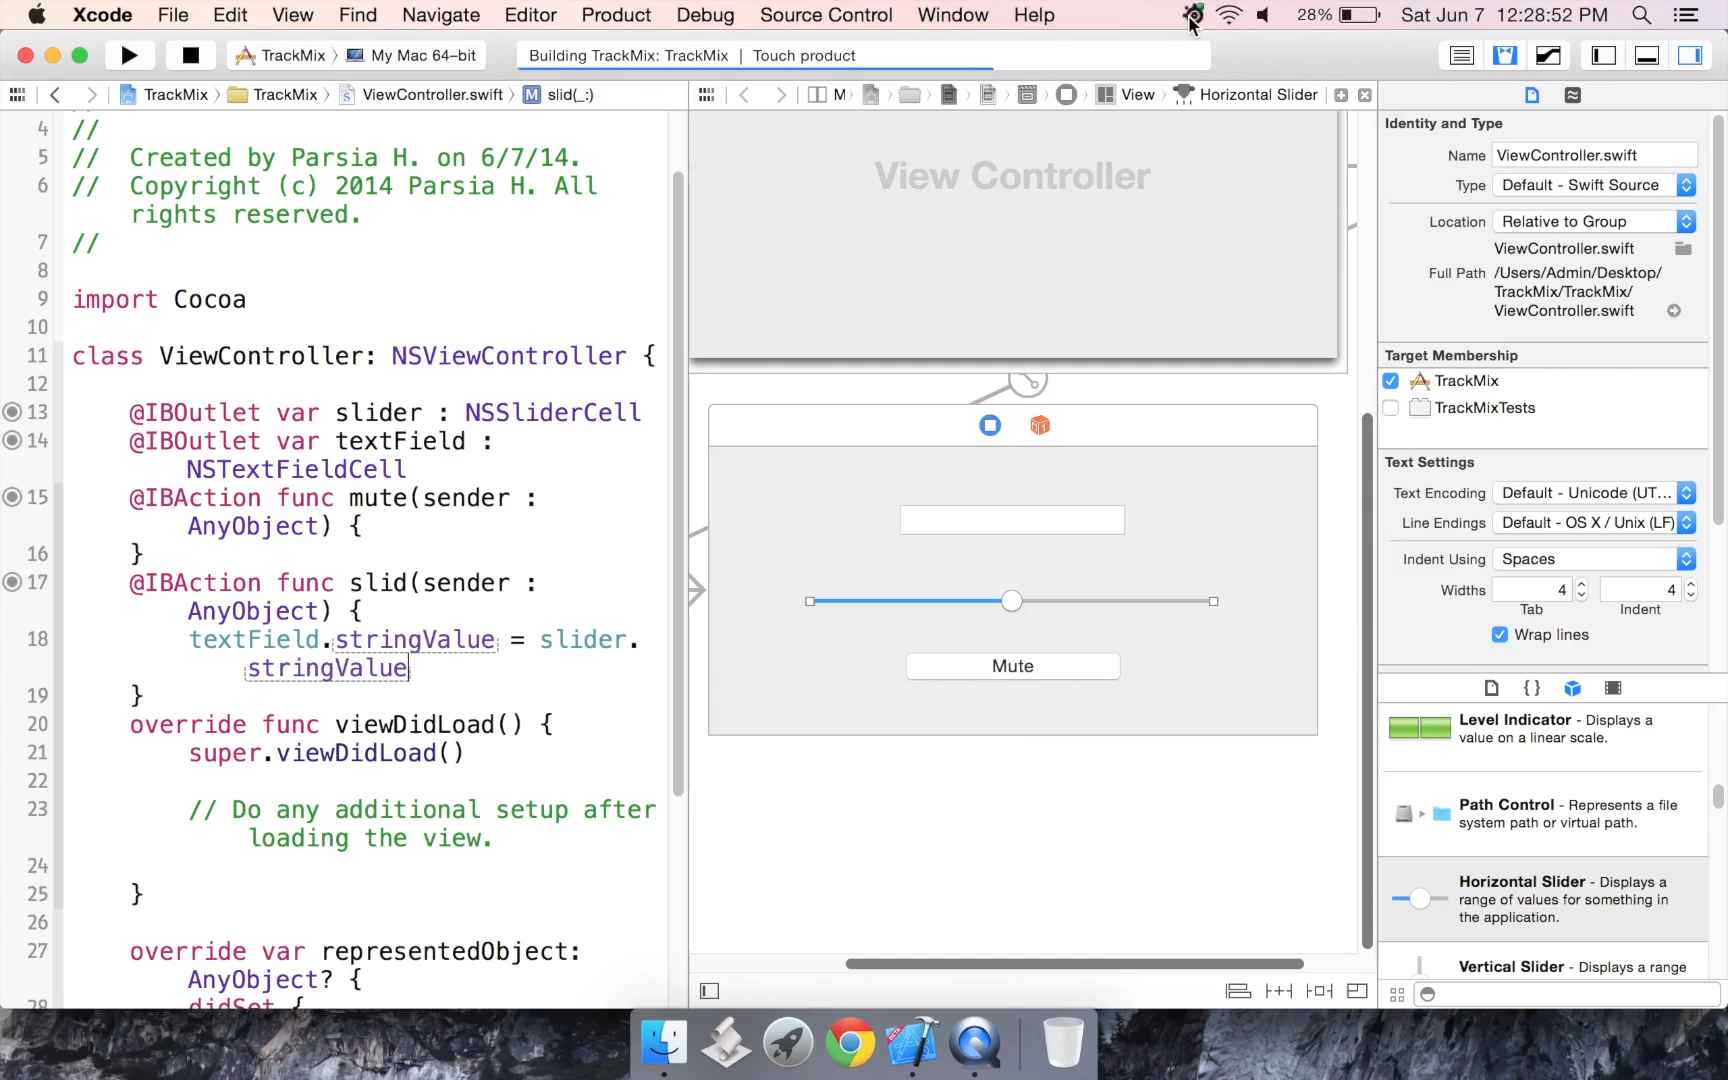 Xcode File Edit View Find Navigate Editor Product Debug Source Control Window Help 28% Sat Jun 7 12:28:52 PM
TrackMix My Mac 64-bit Building TrackMix: TrackMix | Touch product
TrackMix TrackMix ViewController.swift M slid(_:)
4 //
5 // Created by Parsia H. on 6/7/14.
6 // Copyright (c) 2014 Parsia H. All
rights reserved.
7 //
8
9 import Cocoa
10
11 class ViewController: NSViewController {
12
13 @IBOutlet var slider : NSSliderCell
14 @IBOutlet var textField :
NSTextFieldCell
15 @IBAction func mute(sender :
AnyObject) {
16 }
17 @IBAction func slid(sender :
AnyObject) {
18 textField.stringValue = slider.
stringValue
19 }
20 override func viewDidLoad() {
21 super.viewDidLoad()
22
23 // Do any additional setup after
loading the view.
24
25 }
26
27 override var representedObject:
AnyObject? {
28 didSet {
M View Horizontal Slider
View Controller
Mute
Identity and Type
Name ViewController.swift
Type Default - Swift Source
Location Relative to Group
ViewController.swift
Full Path /Users/Admin/Desktop/
TrackMix/TrackMix/
ViewController.swift
Target Membership
TrackMix
TrackMixTests
Text Settings
Text Encoding Default - Unicode (UT...
Line Endings Default - OS X / Unix (LF)
Indent Using Spaces
Widths 4 4
Tab Indent
Wrap lines
{ }
Level Indicator - Displays a
value on a linear scale.
Path Control - Represents a file
system path or virtual path.
Horizontal Slider - Displays a
range of values for something in
the application.
Vertical Slider - Displays a range
BETA